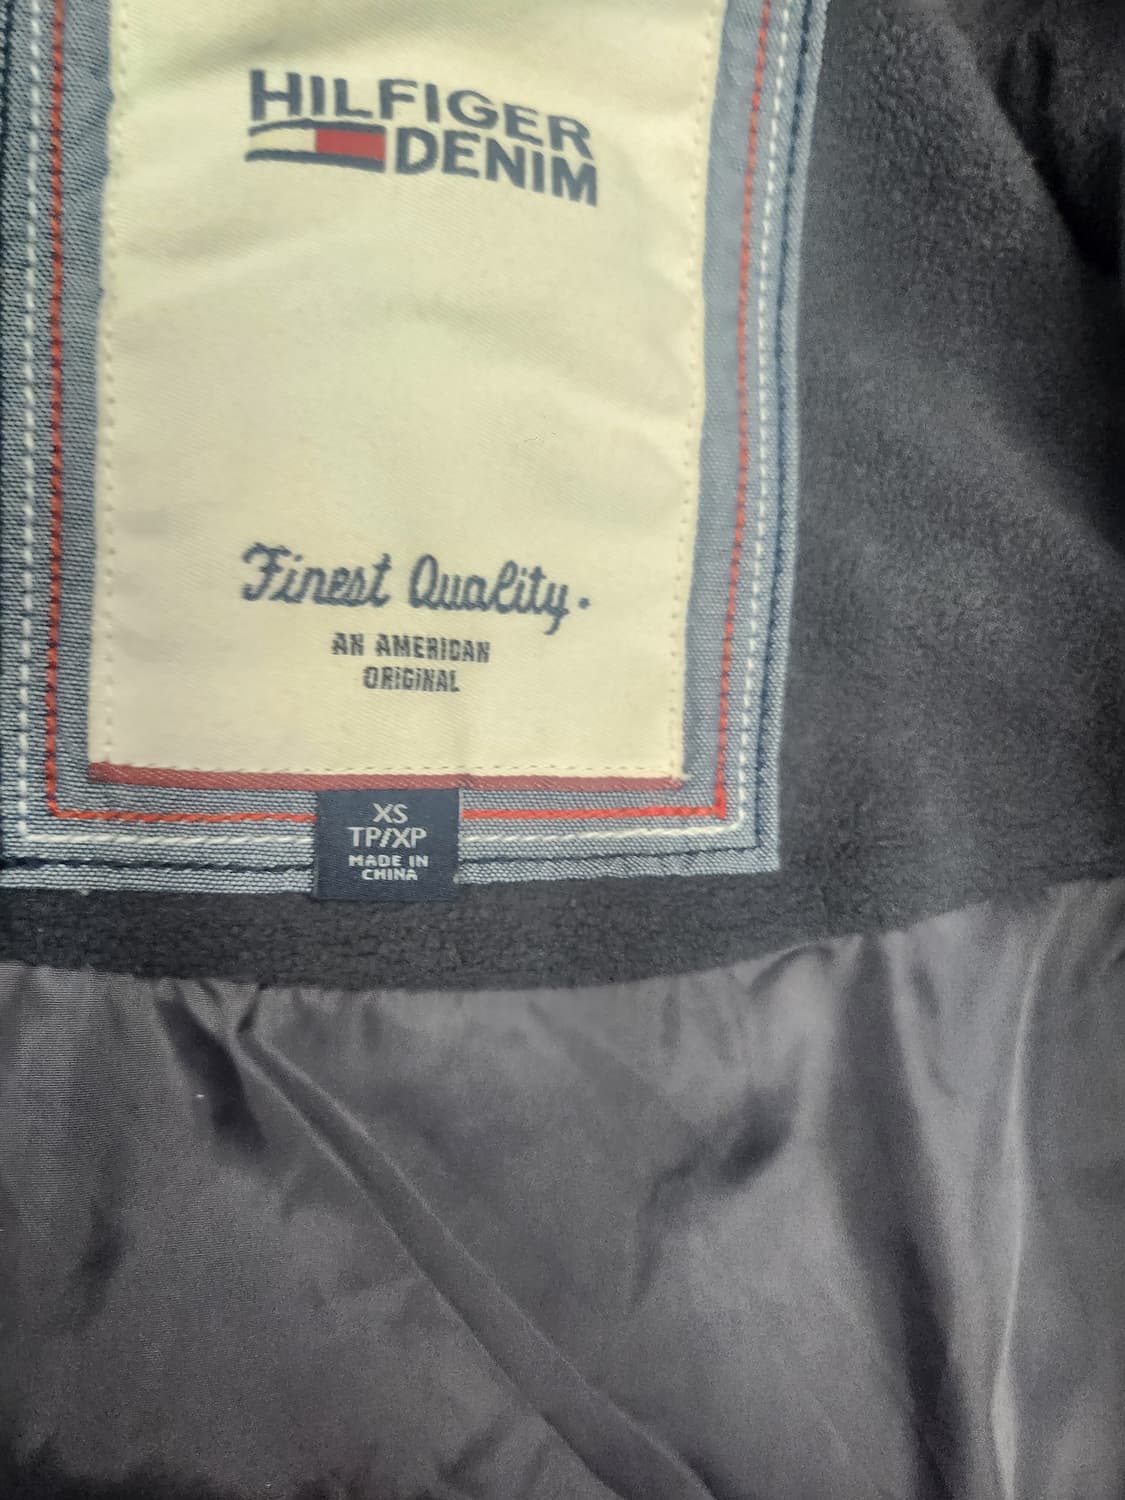 HILFIGER
DENIM
Finest Quality.
AN AMERICAN
ORIGINAL
XS
TP/XP
MADE IN
CHINA